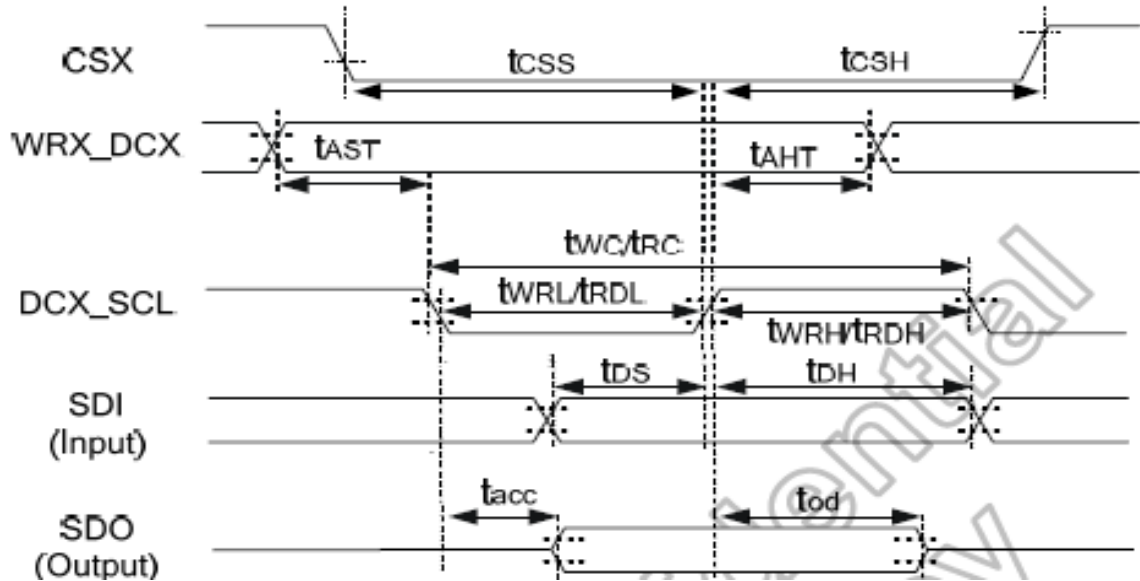 CSX
tCSS
tCSH
WRX_DCX
tAST
tAHT
tWC/tRC
DCX_SCL
tWRL/tRDL
tWRH/tRDH
tDS
tDH
SDI
(Input)
tacc
tod
SDO
(Output)